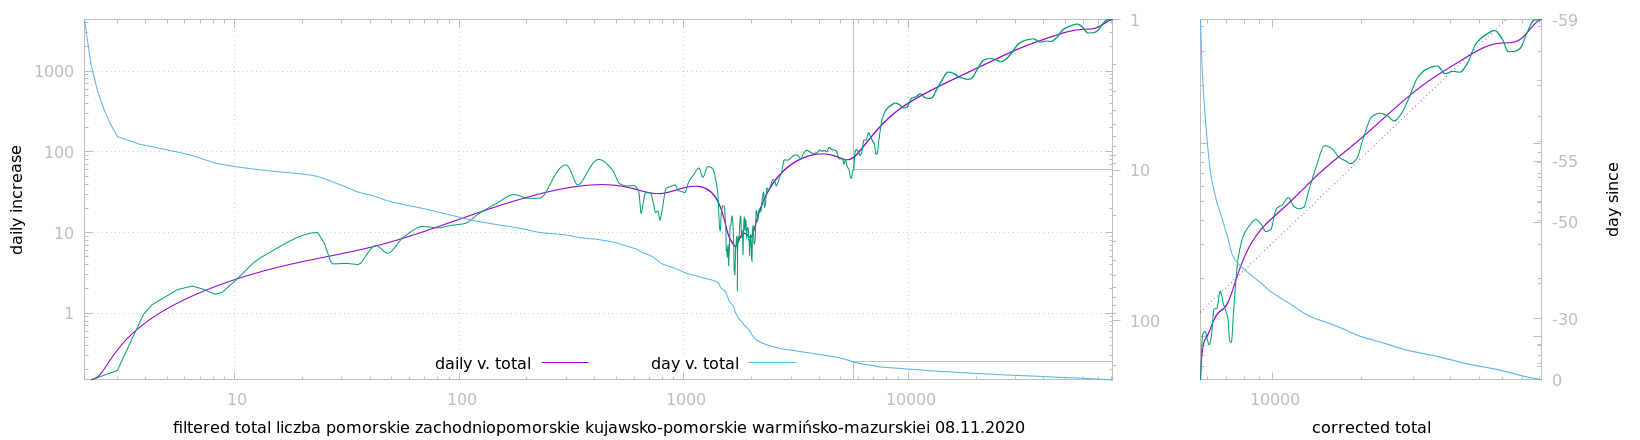 daily increase
1000
100
10
1
1
10
100
daily v. total
day v. total
10
100
1000
10000
filtered total liczba pomorskie zachodniopomorskie kujawsko-pomorskie warmińsko-mazurskiei 08.11.2020
-59
-55
-50
-30
0
day since
10000
corrected total